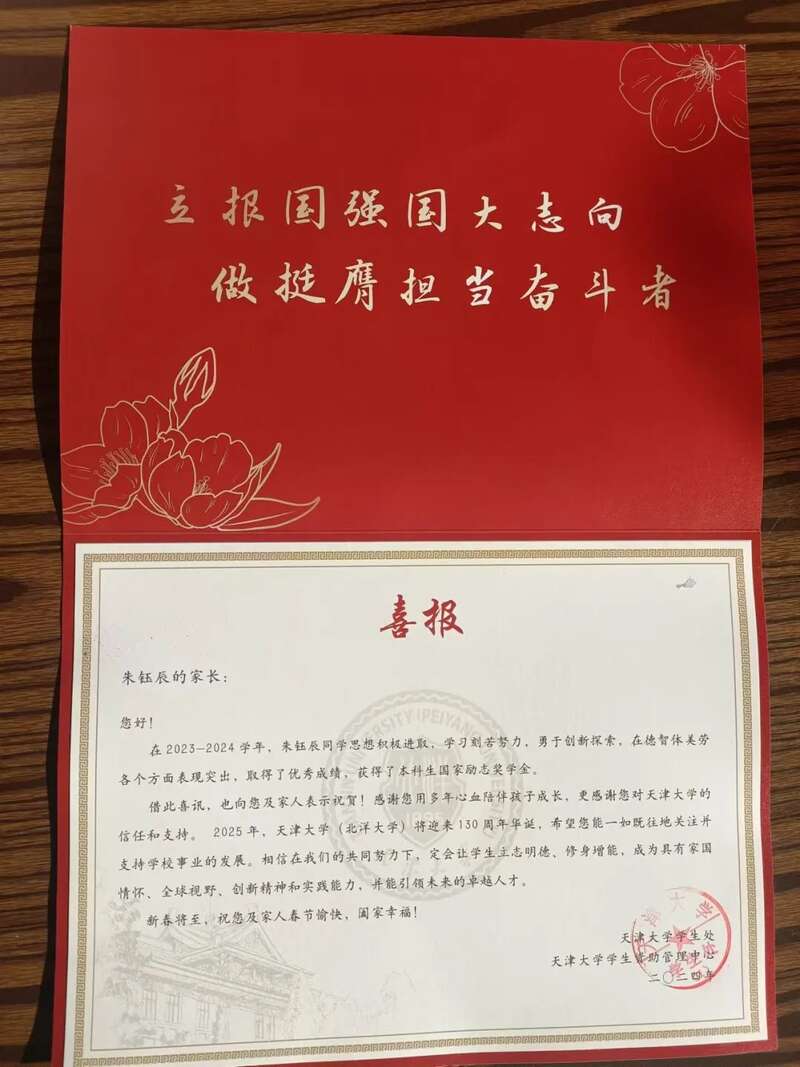 立报国强国大志向
做挺膺担当奋斗者
喜报
朱钰辰的家长：
您好！
在2023—2024学年，朱钰辰同学思想积极进取，学习刻苦努力，勇于创新探索，在德智体美劳
各个方面表现突出，取得了优秀成绩，获得了本科生国家励志奖学金。
借此喜讯，也向您及家人表示祝贺！感谢您用多年心血陪伴孩子成长，更感谢您对天津大学的
信任和支持。 2025年，天津大学（北洋大学）将迎来130周年华诞，希望您能一如既往地关注并
支持学校事业的发展。相信在我们的共同努力下，定会让学生立志明德、修身增能，成为具有家国
情怀、全球视野、创新精神和实践能力，并能引领未来的卓越人才。
新春将至，祝您及家人春节愉快，阖家幸福！
天津大学学生处
天津大学学生资助管理中心
二〇二四年